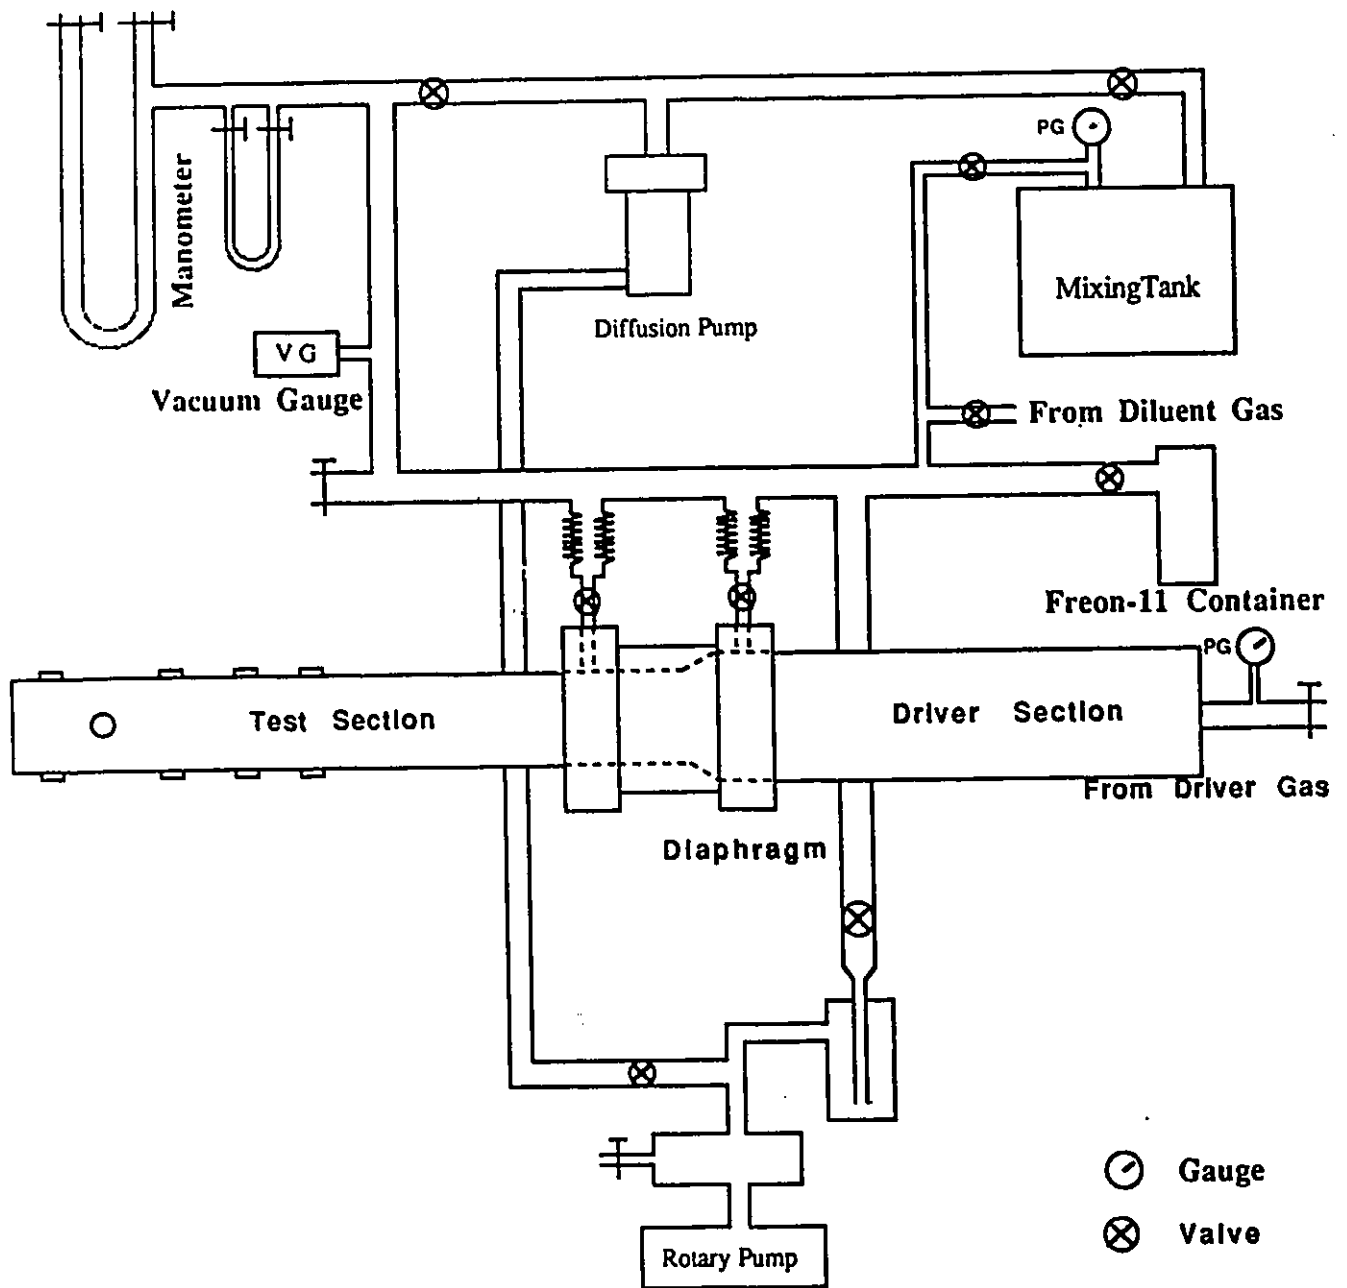 PG
Manometer
MixingTank
Diffusion Pump
V G
Vacuum Gauge
From Diluent Gas
Freon-11 Container
PG
Test Section
Driver Section
From Driver Gas
Diaphragm
Gauge
Valve
Rotary Pump